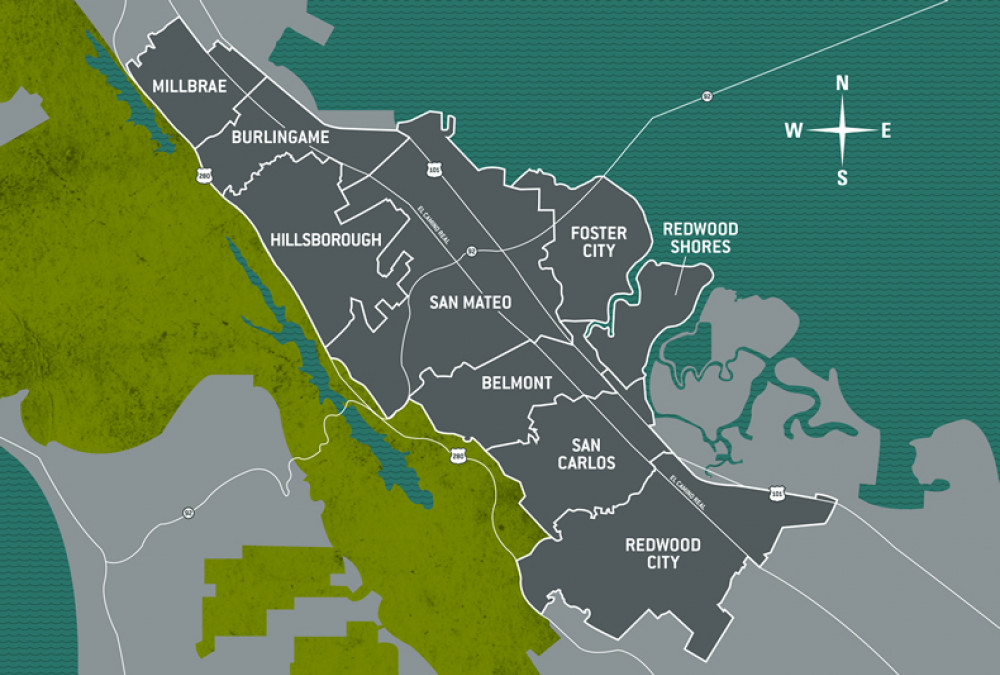 N
W E
S
92
MILLBRAE
BURLINGAME
101
280
EL CAMINO REAL
HILLSBOROUGH
92
FOSTER
CITY
REDWOOD
SHORES
SAN MATEO
BELMONT
280
SAN
CARLOS
EL CAMINO REAL
101
92
REDWOOD
CITY